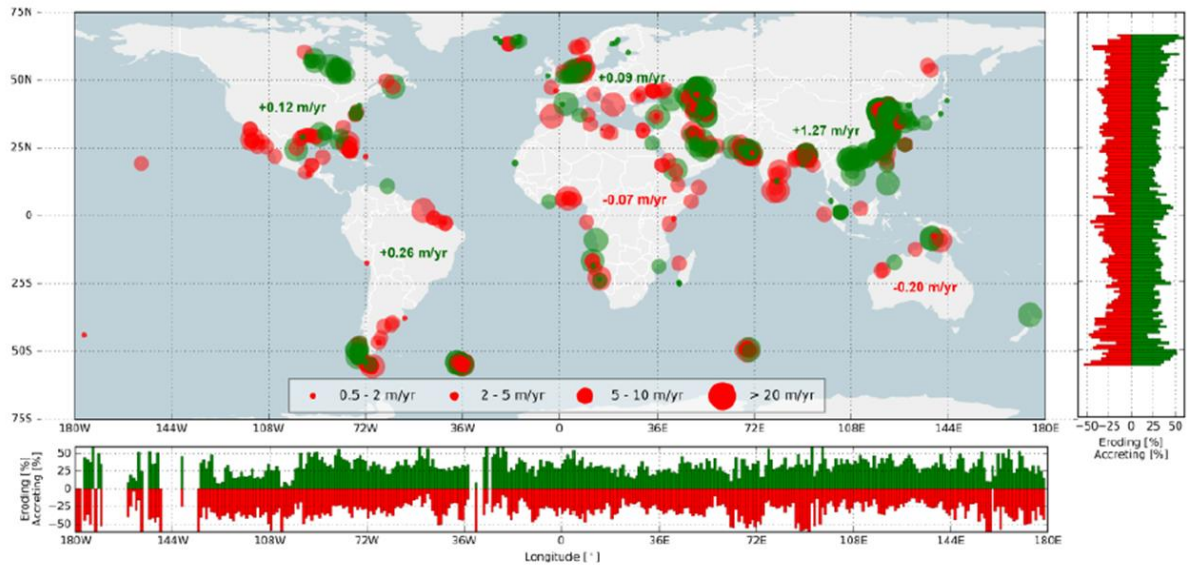 75N
50N
+0.09 m/yr
+0.12 m/yr
+1.27 m/yr
25N
-0.07 m/yr
0
+0.26 m/yr
25S
-0.20 m/yr
50S
0.5 - 2 m/yr 2 - 5 m/yr 5 - 10 m/yr > 20 m/yr
75S
180W 144W 108W 72W 36W 0 36E 72E 108E 144E 180E
−50 −25 0 25 50
Eroding [%]
Accreting [%]
50
25
0
−25
−50
Eroding [%]
Accreting [%]
180W 144W 108W 72W 36W 0 36E 72E 108E 144E 180E
Longitude [°]